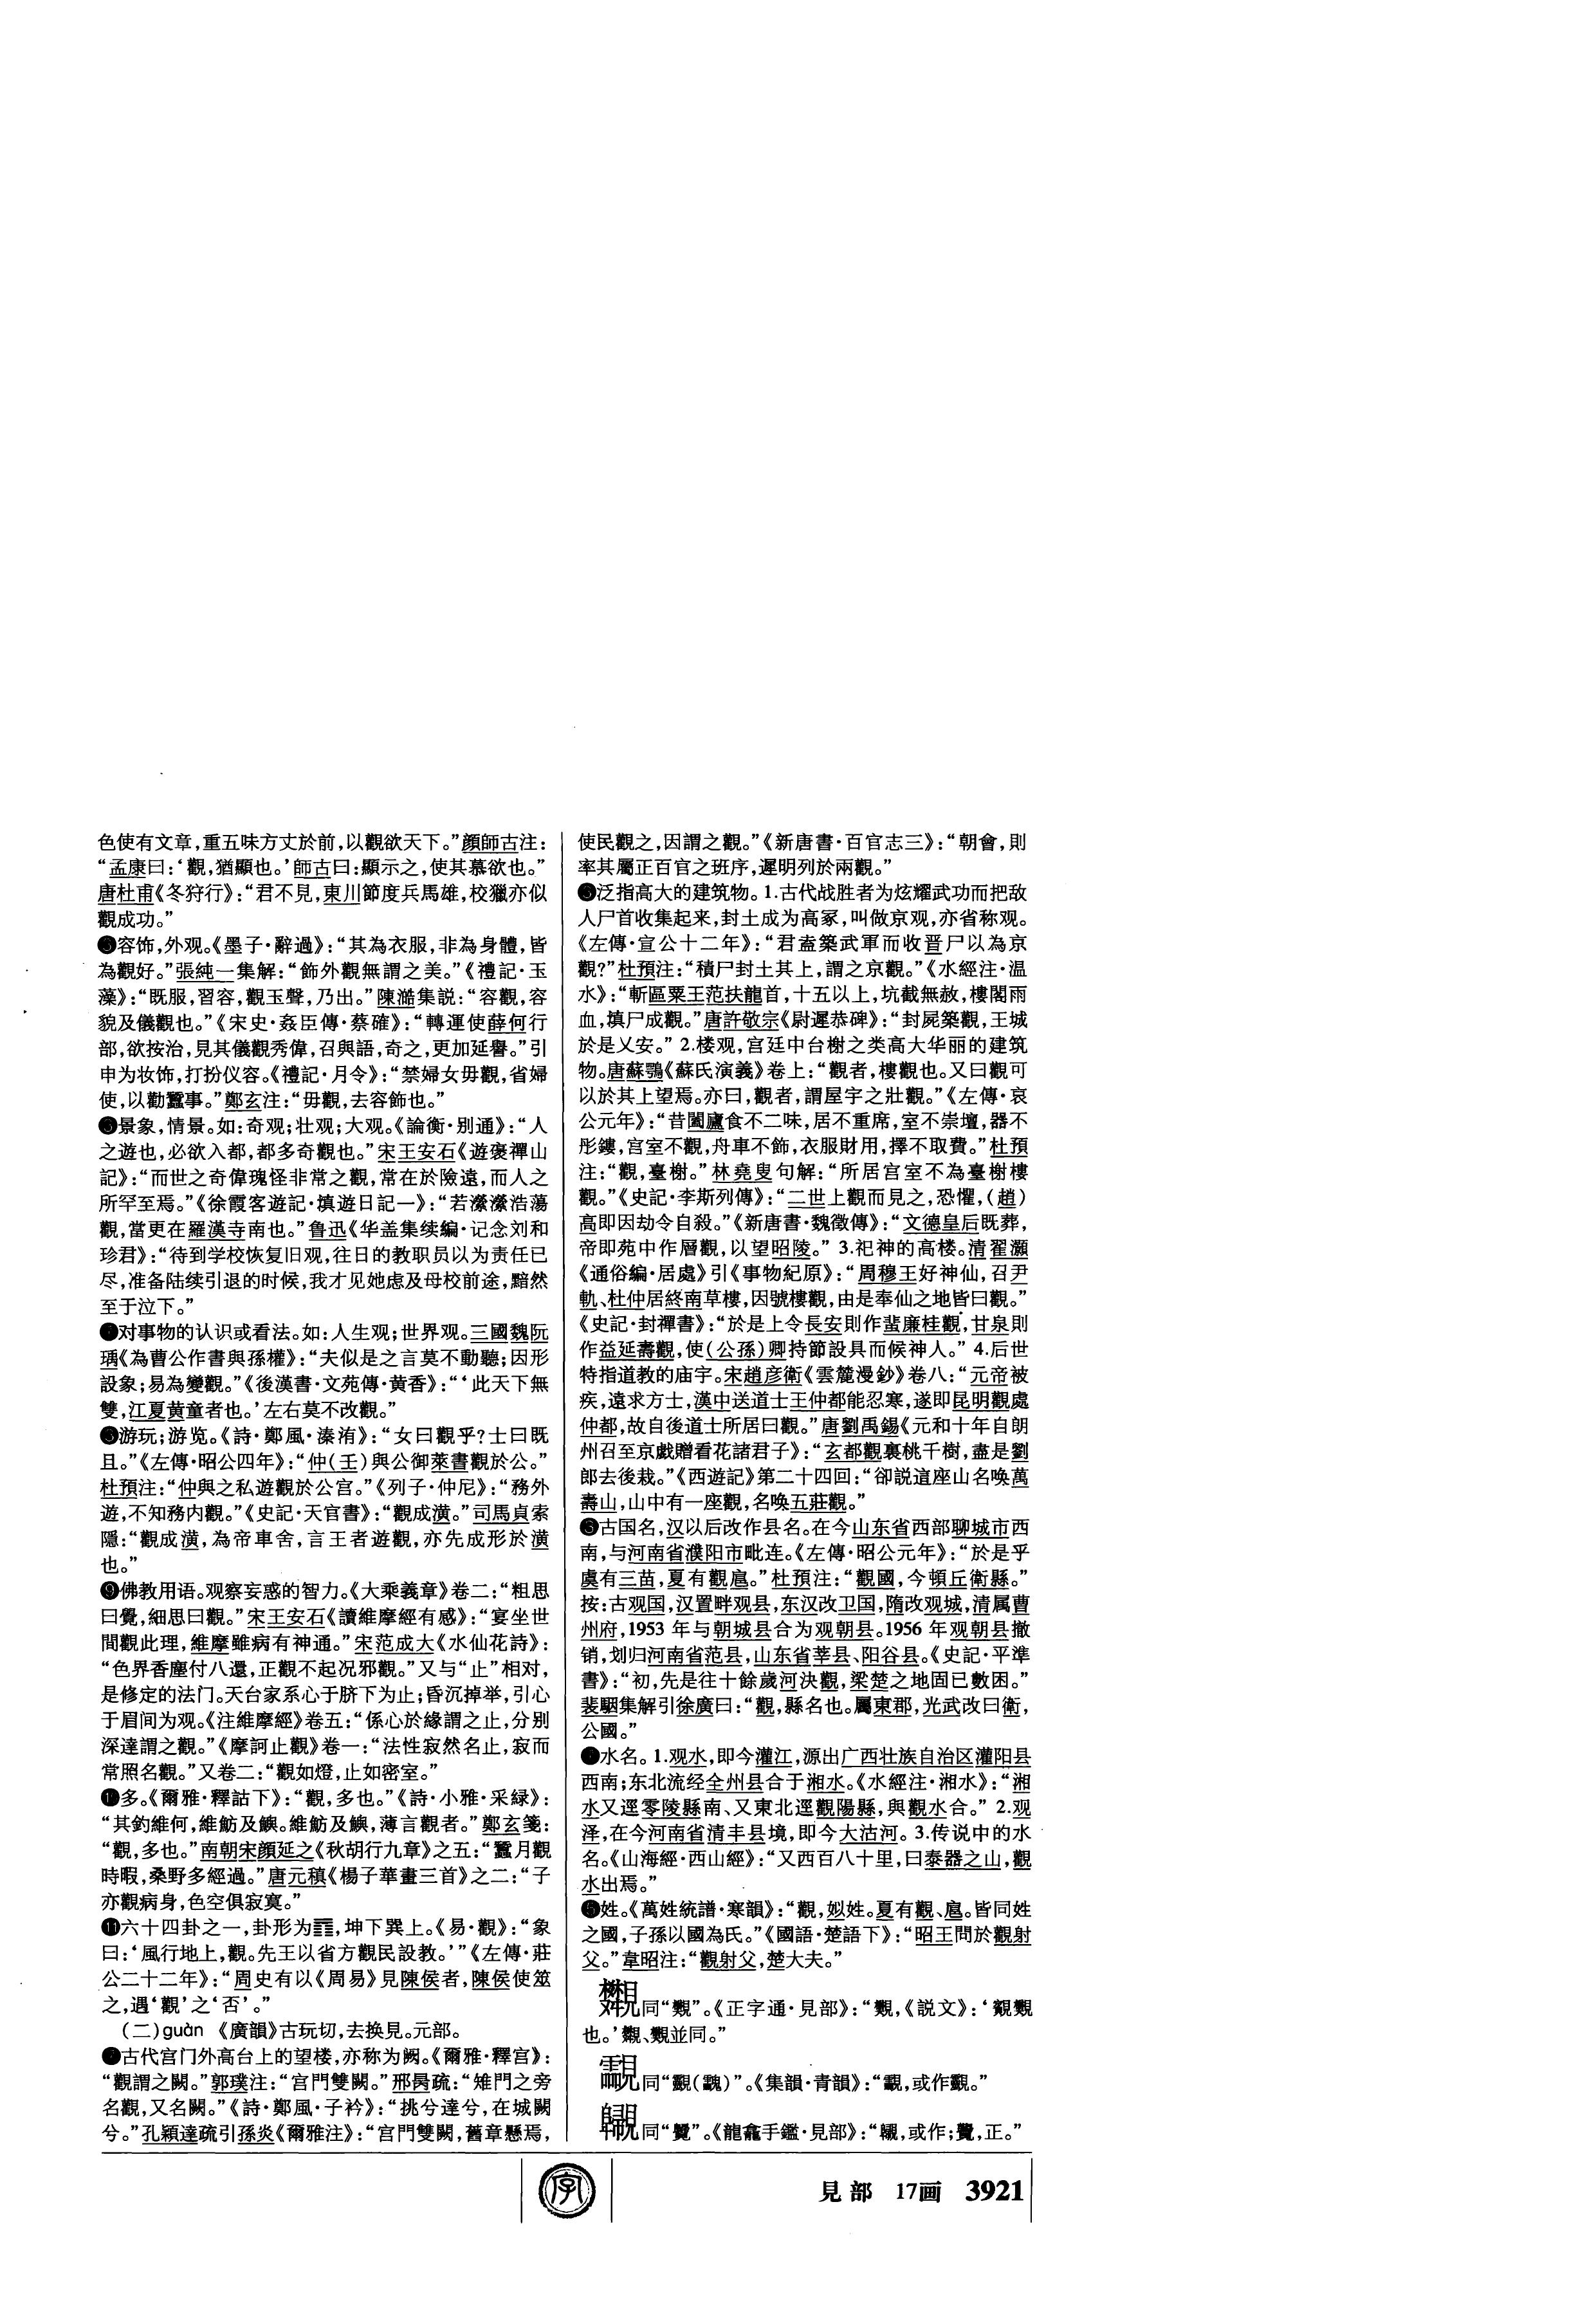 色使有文章,重五味方丈於前,以觀欲天下。”顔師古注:
“孟康曰:‘觀,猶顯也。’師古曰:顯示之,使其慕欲也。”
唐杜甫《冬狩行》:“君不見,東川節度兵馬雄,校獵亦似
觀成功。”
容饰,外观。《墨子·辭過》:“其為衣服,非為身體,皆
為觀好。”張純一集解:“飾外觀無謂之美。”《禮記·玉
藻》:“既服,習容,觀玉聲,乃出。”陳澔集説:“容觀,容
貌及儀觀也。”《宋史·姦臣傳·蔡確》:“轉運使薛何行
部,欲按治,見其儀觀秀偉,召與語,奇之,更加延譽。”引
申为妆饰,打扮仪容。《禮記·月令》:“禁婦女毋觀,省婦
使,以勸蠶事。”鄭玄注:“毋觀,去容飾也。”
景象,情景。如:奇观;壮观;大观。《論衡·别通》:“人
之遊也,必欲入都,都多奇觀也。”宋王安石《遊褒禪山
記》:“而世之奇偉瑰怪非常之觀,常在於險遠,而人之
所罕至焉。”《徐霞客遊記·滇遊日記一》:“若瀠瀠浩蕩
觀,當更在羅漢寺南也。”鲁迅《华盖集续编·记念刘和
珍君》:“待到学校恢复旧观,往日的教职员以为责任已
尽,准备陆续引退的时候,我才见她虑及母校前途,黯然
至于泣下。”
对事物的认识或看法。如:人生观;世界观。三國魏阮
瑀《為曹公作書與孫權》:“夫似是之言莫不動聽;因形
設象;易為變觀。”《後漢書·文苑傳·黄香》:“‘此天下無
雙,江夏黄童者也。’左右莫不改觀。”
游玩;游览。《詩·鄭風·溱洧》:“女曰觀乎?士曰既
且。”《左傳·昭公四年》:“仲(壬)與公御萊書觀於公。”
杜預注:“仲與之私遊觀於公宫。”《列子·仲尼》:“務外
遊,不知務内觀。”《史記·天官書》:“觀成潢。”司馬貞索
隱:“觀成潢,為帝車舍,言王者遊觀,亦先成形於潢
也。”
❾佛教用语。观察妄惑的智力。《大乘義章》卷二:“粗思
曰覺,細思曰觀。”宋王安石《讀維摩經有感》:“宴坐世
間觀此理,維摩雖病有神通。”宋范成大《水仙花詩》:
“色界香塵付八還,正觀不起况邪觀。”又与“止”相对,
是修定的法门。天台家系心于脐下为止;昏沉掉举,引心
于眉间为观。《注維摩經》卷五:“係心於緣謂之止,分别
深達謂之觀。”《摩訶止觀》卷一:“法性寂然名止,寂而
常照名觀。”又卷二:“觀如燈,止如密室。”
多。《爾雅·釋詁下》:“觀,多也。”《詩·小雅·采緑》:
“其釣維何,維魴及鱮。維魴及鱮,薄言觀者。”鄭玄箋:
“觀,多也。”南朝宋顔延之《秋胡行九章》之五:“蠶月觀
時暇,桑野多經過。”唐元稹《楊子華畫三首》之二:“子
亦觀病身,色空俱寂寞。”
⓫六十四卦之一,卦形为䷓,坤下巽上。《易·觀》:“象
曰:‘風行地上,觀。先王以省方觀民設教。’”《左傳·莊
公二十二年》:“周史有以《周易》見陳侯者,陳侯使筮
之,遇‘觀’之‘否’。”
(二)guàn 《廣韻》古玩切,去换見。元部。
古代宫门外高台上的望楼,亦称为阙。《爾雅·釋宫》:
“觀謂之闕。”郭璞注:“宫門雙闕。”邢昺疏:“雉門之旁
名觀,又名闕。”《詩·鄭風·子衿》:“挑兮達兮,在城闕
兮。”孔穎達疏引孫炎《爾雅注》:“宫門雙闕,舊章懸焉,
使民觀之,因謂之觀。”《新唐書·百官志三》:“朝會,則
率其屬正百官之班序,遲明列於兩觀。”
泛指高大的建筑物。1.古代战胜者为炫耀武功而把敌
人尸首收集起来,封土成为高冢,叫做京观,亦省称观。
《左傳·宣公十二年》:“君盍築武軍而收晋尸以為京
觀?”杜預注:“積尸封土其上,謂之京觀。”《水經注·温
水》:“斬區粟王范扶龍首,十五以上,坑截無赦,樓閣雨
血,填尸成觀。”唐許敬宗《尉遲恭碑》:“封屍築觀,王城
於是乂安。” 2.楼观,宫廷中台榭之类高大华丽的建筑
物。唐蘇鶚《蘇氏演義》卷上:“觀者,樓觀也。又曰觀可
以於其上望焉。亦曰,觀者,謂屋宇之壯觀。”《左傳·哀
公元年》:“昔闔廬食不二味,居不重席,室不崇壇,器不
彤鏤,宫室不觀,舟車不飾,衣服財用,擇不取費。”杜預
注:“觀,臺榭。”林堯叟句解:“所居宫室不為臺榭樓
觀。”《史記·李斯列傳》:“二世上觀而見之,恐懼,(趙)
高即因劫令自殺。”《新唐書·魏徵傳》:“文德皇后既葬,
帝即苑中作層觀,以望昭陵。” 3.祀神的高楼。清翟灝
《通俗編·居處》引《事物紀原》:“周穆王好神仙,召尹
軌、杜仲居終南草樓,因號樓觀,由是奉仙之地皆曰觀。”
《史記·封禪書》:“於是上令長安則作蜚廉桂觀,甘泉則
作益延壽觀,使(公孫)卿持節設具而候神人。” 4.后世
特指道教的庙宇。宋趙彦衛《雲麓漫鈔》卷八:“元帝被
疾,遠求方士,漢中送道士王仲都能忍寒,遂即昆明觀處
仲都,故自後道士所居曰觀。”唐劉禹錫《元和十年自朗
州召至京戲贈看花諸君子》:“玄都觀裏桃千樹,盡是劉
郎去後栽。”《西遊記》第二十四回:“卻説這座山名唤萬
壽山,山中有一座觀,名唤五莊觀。”
古国名,汉以后改作县名。在今山东省西部聊城市西
南,与河南省濮阳市毗连。《左傳·昭公元年》:“於是乎
虞有三苗,夏有觀扈。”杜預注:“觀國,今頓丘衛縣。”
按:古观国,汉置畔观县,东汉改卫国,隋改观城,清属曹
州府,1953 年与朝城县合为观朝县。1956 年观朝县撤
销,划归河南省范县,山东省莘县、阳谷县。《史記·平準
書》:“初,先是往十餘歲河決觀,梁楚之地固已數困。”
裴駰集解引徐廣曰:“觀,縣名也。屬東郡,光武改曰衛,
公國。”
水名。1.观水,即今灌江,源出广西壮族自治区灌阳县
西南;东北流经全州县合于湘水。《水經注·湘水》:“湘
水又逕零陵縣南、又東北逕觀陽縣,與觀水合。” 2.观
泽,在今河南省清丰县境,即今大沽河。3.传说中的水
名。《山海經·西山經》:“又西百八十里,曰泰器之山,觀
水出焉。”
姓。《萬姓統譜·寒韻》:“觀,姒姓。夏有觀、扈。皆同姓
之國,子孫以國為氏。”《國語·楚語下》:“昭王問於觀射
父。”韋昭注:“觀射父,楚大夫。”
同“覿”。《正字通·見部》:“覿,《説文》:‘
也。’並同。”
同“靦()”。《集韻·青韻》:“,或作。”
同“覽”。《龍龕手鑑·見部》:“,或作;覽,正。”
見部 17画 3921